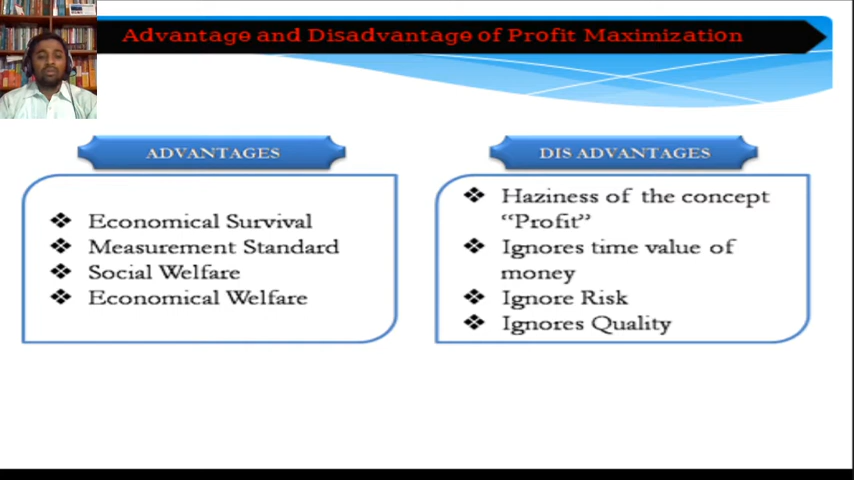 Advantage and Disadvantage of Profit Maximization
ADVANTAGES
Economical Survival
Measurement Standard
Social Welfare
Economical Welfare
DIS ADVANTAGES
Haziness of the concept
“Profit”
Ignores time value of
money
Ignore Risk
Ignores Quality